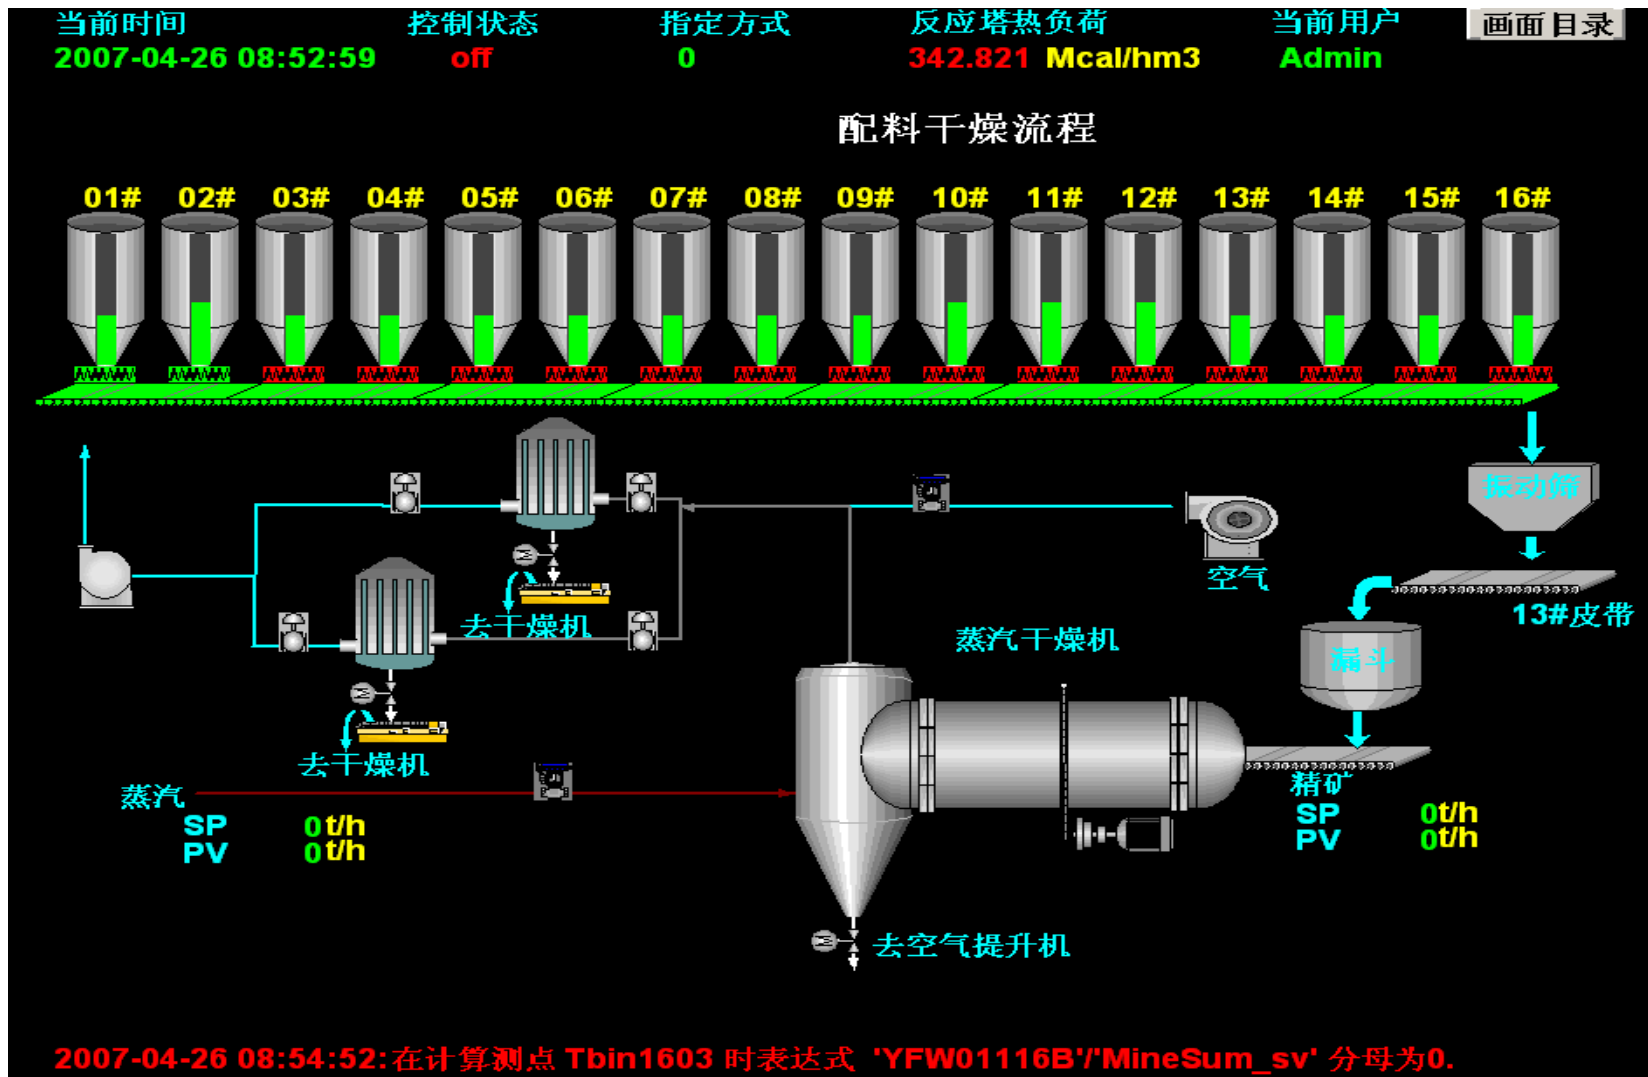 当前时间 控制状态 指定方式 反应塔热负荷 当前用户 画面目录
2007-04-26 08:52:59 off 0 342.821 Mcal/hm3 Admin
配料干燥流程
01# 02# 03# 04# 05# 06# 07# 08# 09# 10# 11# 12# 13# 14# 15# 16#
振动筛
空气
13#皮带
去干燥机
蒸汽干燥机
漏斗
去干燥机
蒸汽
SP 0t/h
PV 0t/h
精矿
SP 0t/h
PV 0t/h
去空气提升机
2007-04-26 08:54:52:在计算测点 Tbin1603 时表达式 'YFW01116B'/'MineSum_sv' 分母为0.